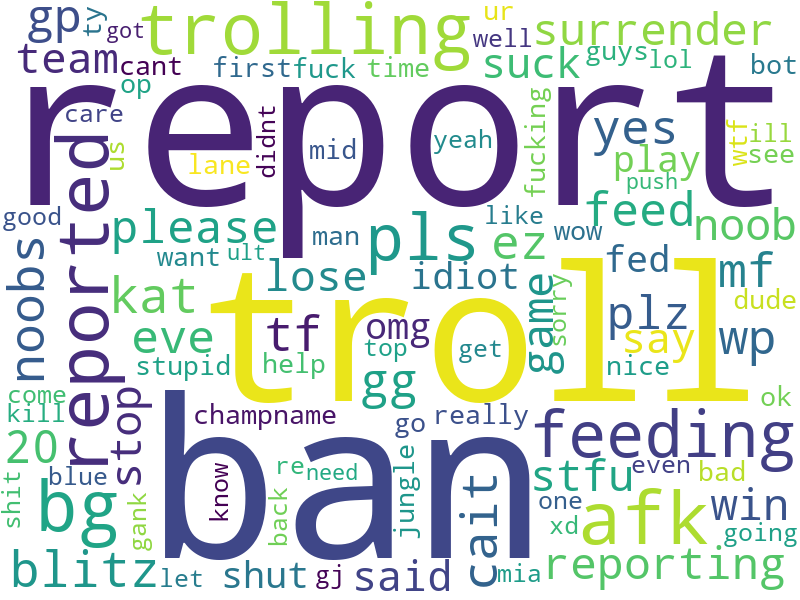 gp
ty
got
trolling
ur
well
surrender
team
cant
op
first
fuck
time
suck
guys
lol
bot
report
care
us
lane
didnt
mid
yeah
fucking
yes
wtf
ill
see
play
push
reported
good
please
want
ult
man
pls
like
ez
wow
feed
noob
noobs
kat
lose
idiot
game
sorry
fed
mf
dude
plz
say
wp
troll
eve
tf
omg
top
get
nice
stupid
help
gg
ok
come
kill
stop
champname
go
really
feeding
20
blue
ban
know
re
need
back
jungle
cait
stfu
even
bad
win
shit
bg
gank
one
afk
xd
going
blitz
let
shut
gj
said
mia
reporting